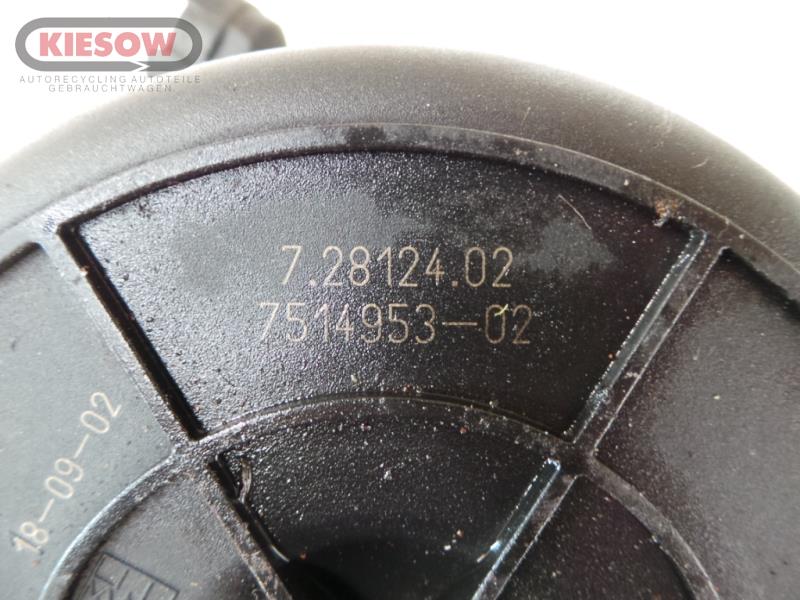 KIESOW
AUTORECYCLING AUTOTEILE
GEBRAUCHTWAGEN
7.28124.02
7514953-02
18-09-02